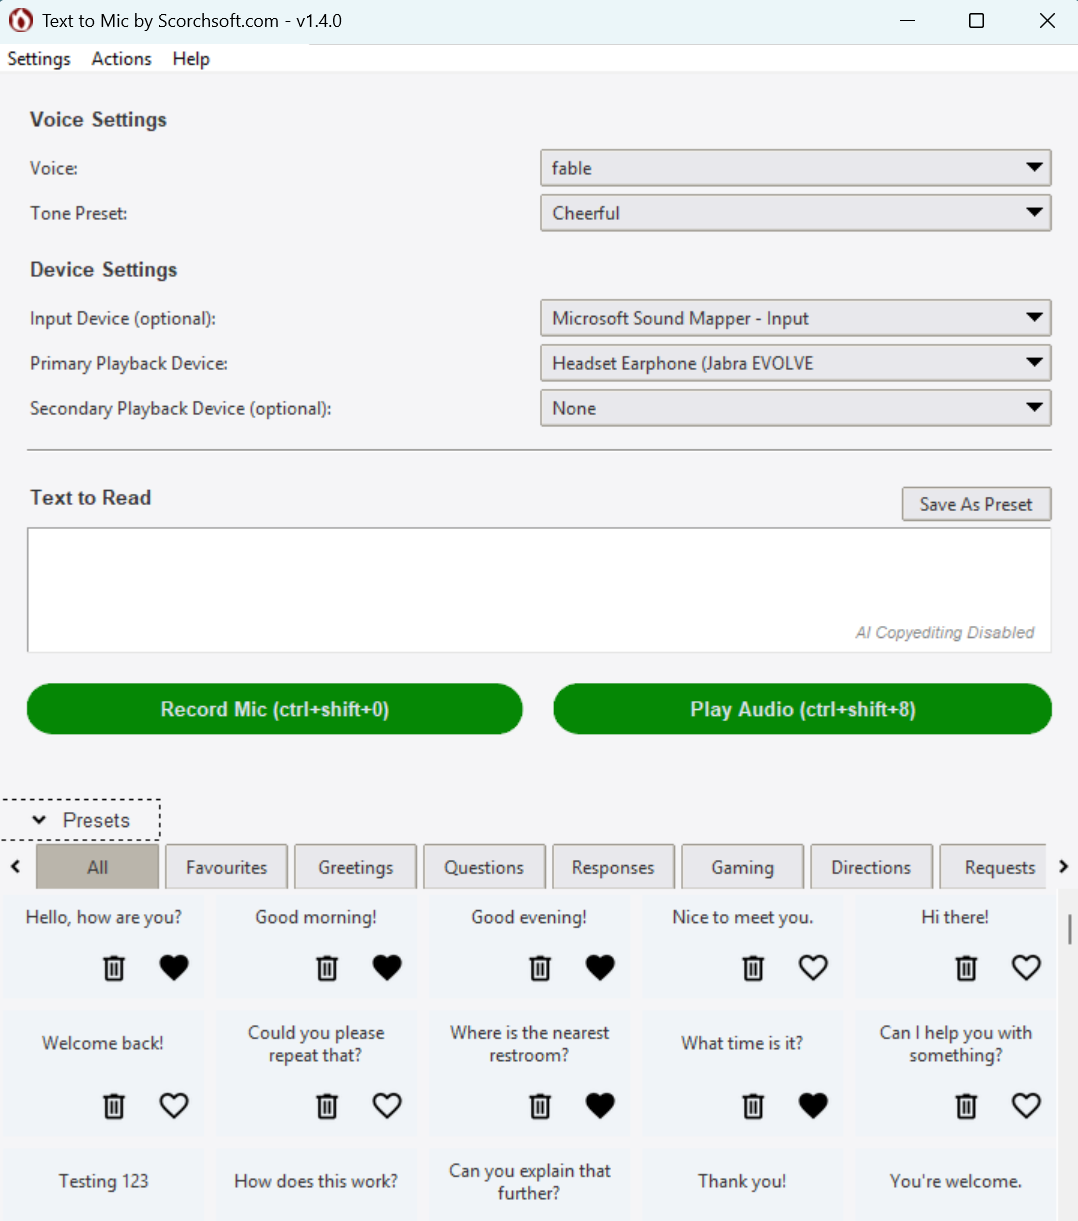 Text to Mic by Scorchsoft.com - v1.4.0
Settings Actions Help
Voice Settings
Voice: fable
Tone Preset: Cheerful
Device Settings
Input Device (optional): Microsoft Sound Mapper - Input
Primary Playback Device: Headset Earphone (Jabra EVOLVE
Secondary Playback Device (optional): None
Text to Read
Save As Preset
AI Copyediting Disabled
Record Mic (ctrl+shift+0) Play Audio (ctrl+shift+8)
Presets
All Favourites Greetings Questions Responses Gaming Directions Requests
Hello, how are you?
Good morning!
Good evening!
Nice to meet you.
Hi there!
Welcome back!
Could you please
repeat that?
Where is the nearest
restroom?
What time is it?
Can I help you with
something?
Testing 123
How does this work?
Can you explain that
further?
Thank you!
You're welcome.